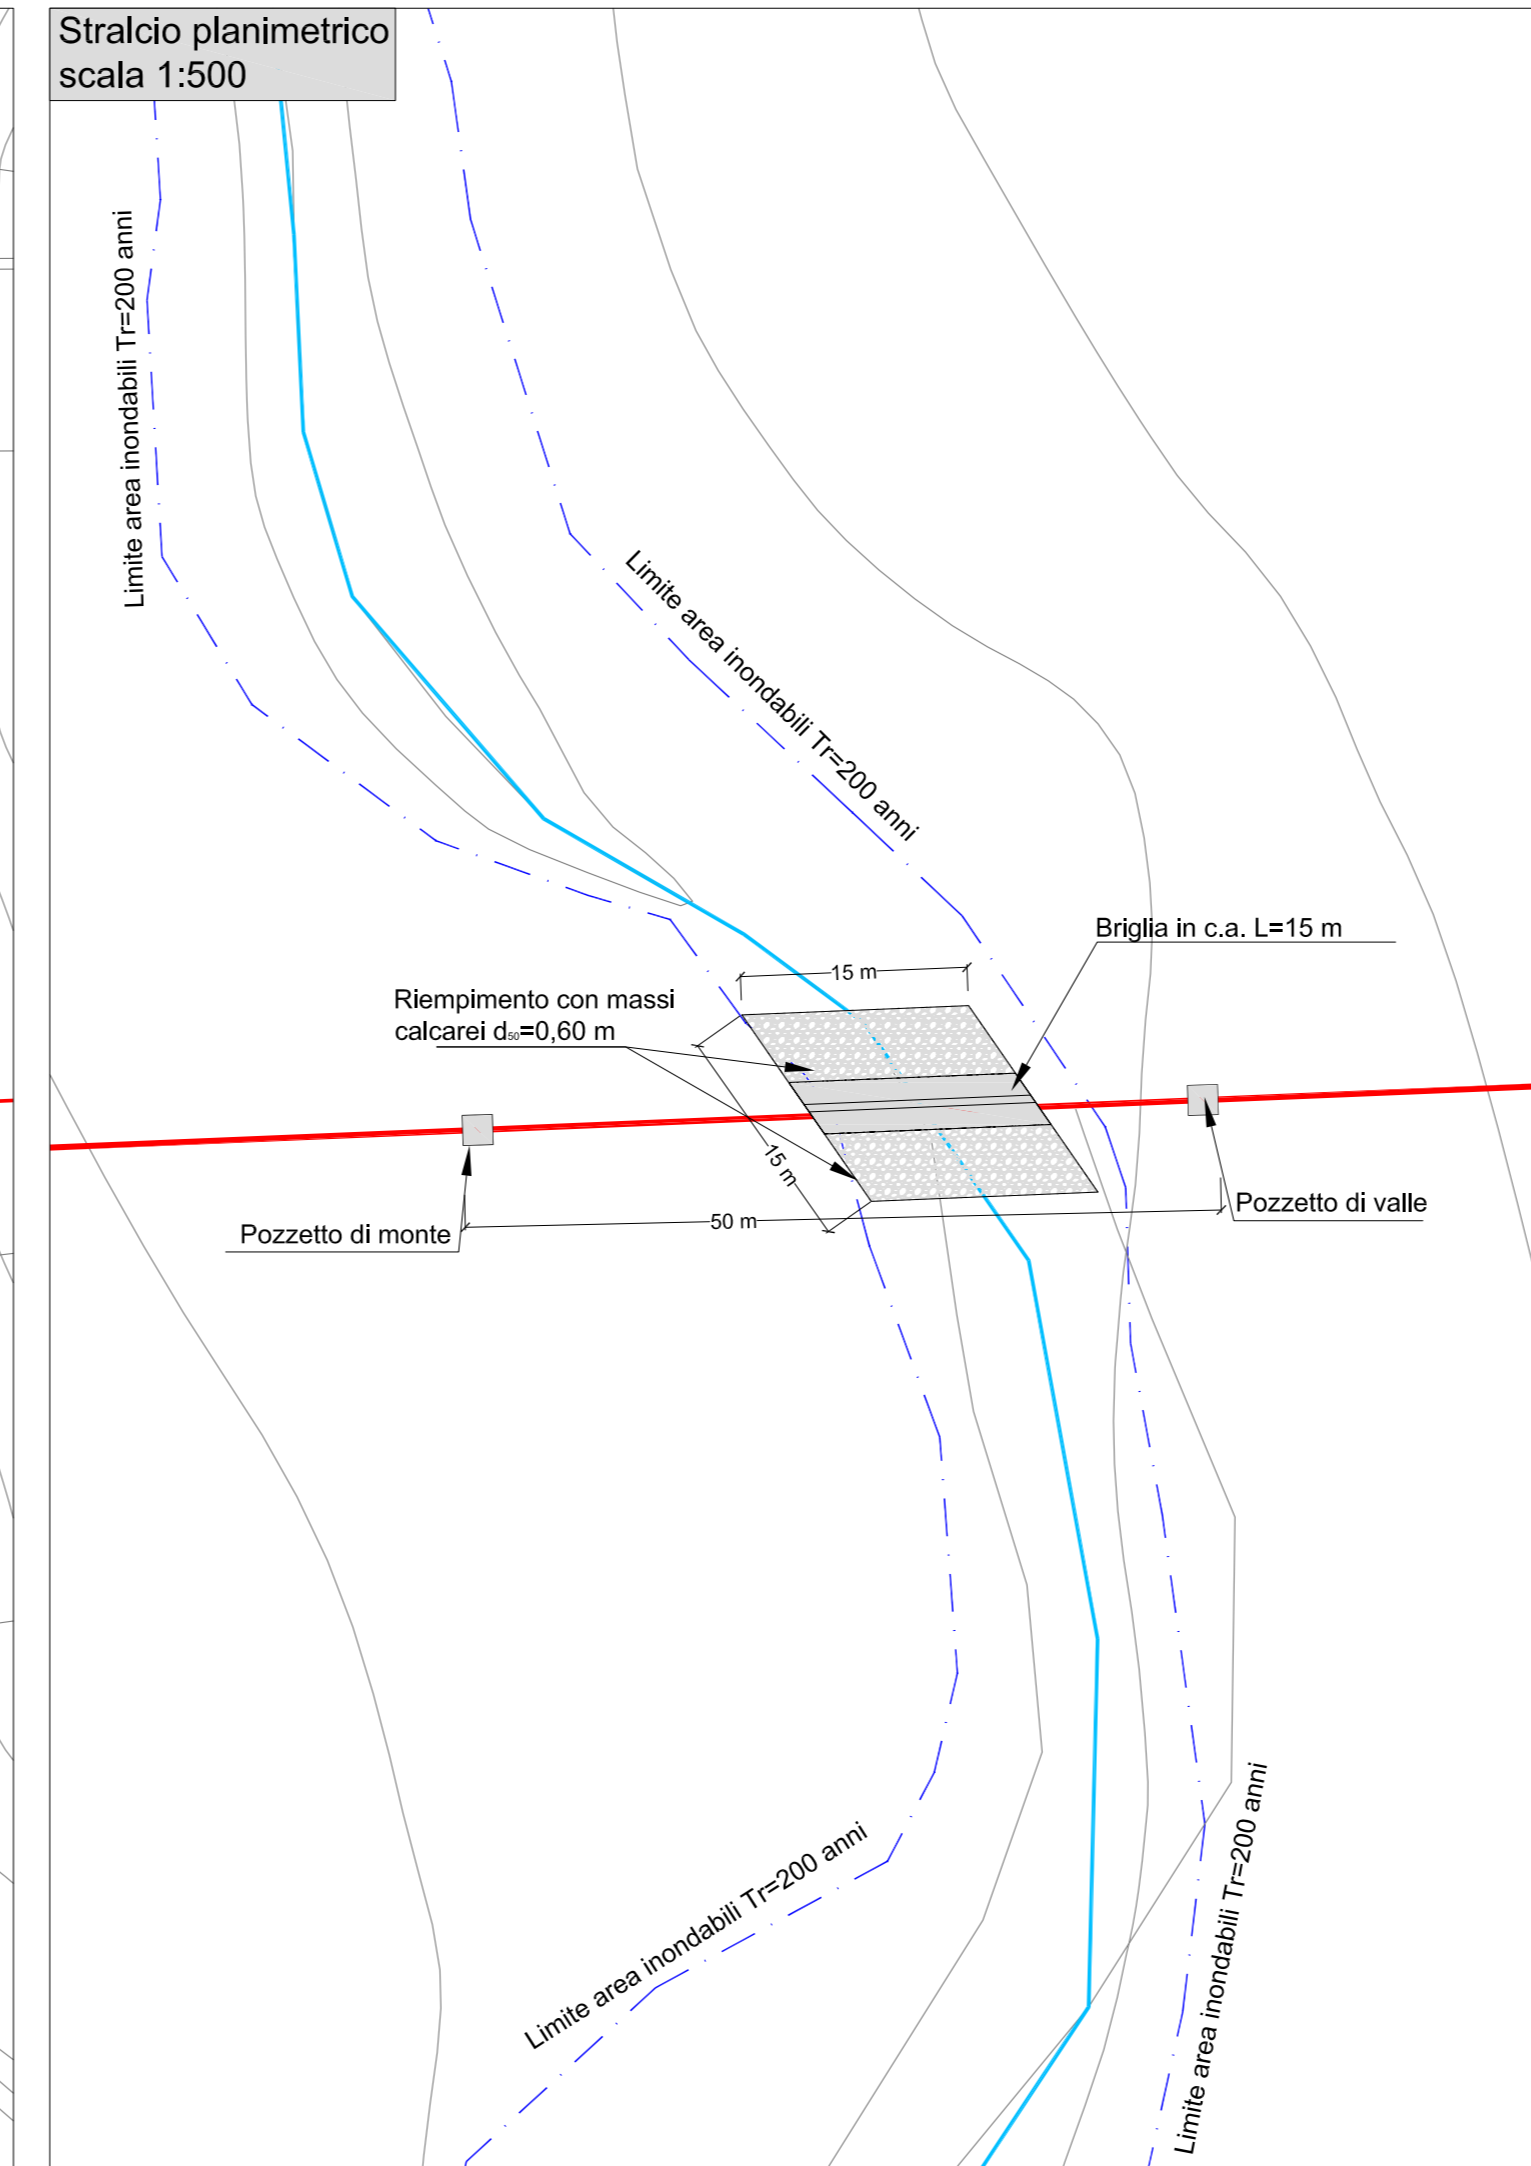 Stralcio planimetrico
scala 1:500
Limite area inondabili Tr=200 anni
Limite area inondabili Tr=200 anni
Briglia in c.a. L=15 m
15 m
Riempimento con massi
calcarei d₅₀=0,60 m
15 m
50 m
Pozzetto di monte
Pozzetto di valle
Limite area inondabili Tr=200 anni
Limite area inondabili Tr=200 anni